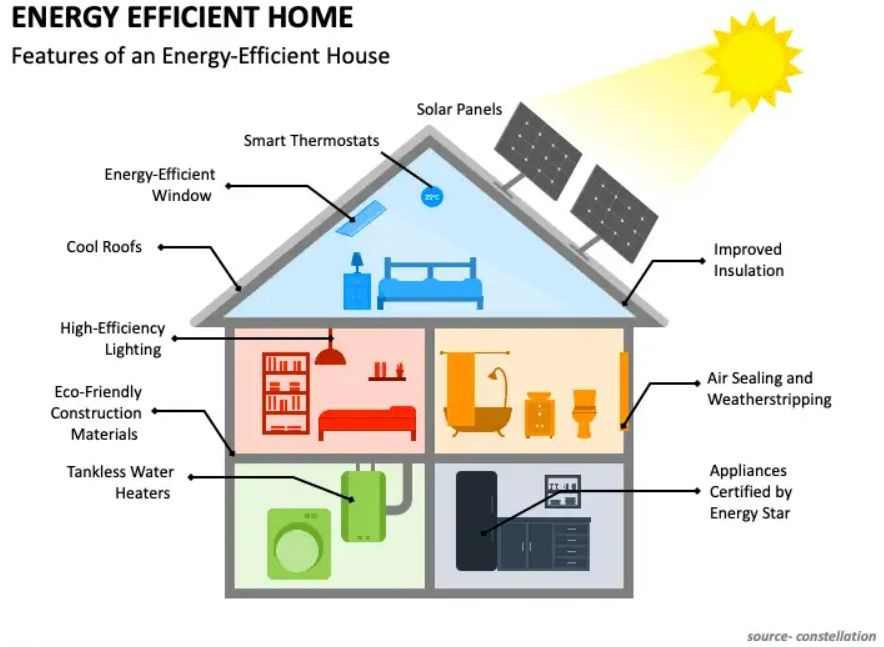 ENERGY EFFICIENT HOME
Features of an Energy-Efficient House
Solar Panels
Smart Thermostats
Energy-Efficient
Window
25°C
Cool Roofs
Improved
Insulation
High-Efficiency
Lighting
Air Sealing and
Weatherstripping
Eco-Friendly
Construction
Materials
Tankless Water
Heaters
Appliances
Certified by
Energy Star
source- constellation